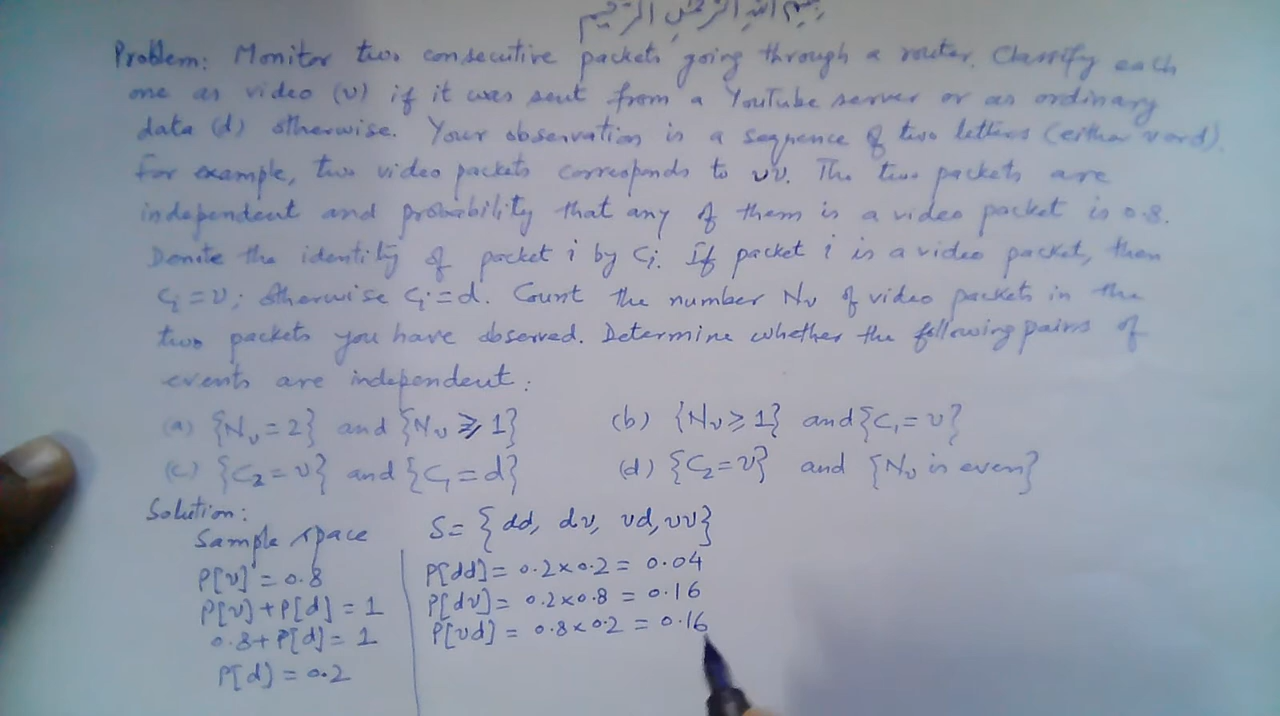 بسم الله الرحمن الرحيم
Problem: Monitor two consecutive packets going through a router. Classify each
one as video (v) if it was sent from a YouTube server or as ordinary
data (d) otherwise. Your observation is a sequence of two letters (either v or d).
For example, two video packets corresponds to vv. The two packets are
independent and probability that any of them is a video packet is 0.8.
Denote the identity of packet i by Ci. If packet i is a video packet, then
Ci = v; otherwise Ci = d. Count the number Nv of video packets in the
two packets you have observed. Determine whether the following pairs of
events are independent:
(a) {Nv = 2} and {Nv ≥ 1} (b) {Nv ≥ 1} and {C1 = v}
(c) {C2 = v} and {C1 = d} (d) {C2 = v} and {Nv is even}
Solution:
Sample space S = {dd, dv, vd, vv}
P[v] = 0.8 P[dd] = 0.2 × 0.2 = 0.04
P[v] + P[d] = 1 P[dv] = 0.2 × 0.8 = 0.16
0.8 + P[d] = 1 P[vd] = 0.8 × 0.2 = 0.16
P[d] = 0.2